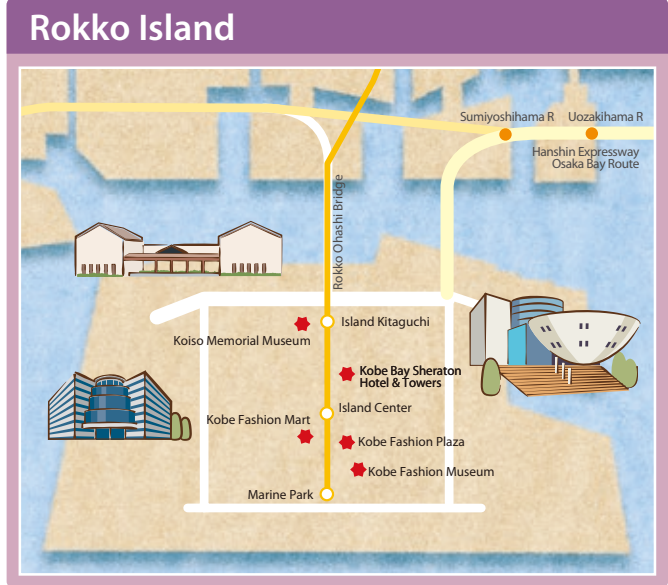 Rokko Island
Sumiyoshihama R
Uozakihama R
Hanshin Expressway
Osaka Bay Route
Rokko Ohashi Bridge
Island Kitaguchi
Koiso Memorial Museum
Kobe Bay Sheraton
Hotel & Towers
Island Center
Kobe Fashion Mart
Kobe Fashion Plaza
Kobe Fashion Museum
Marine Park